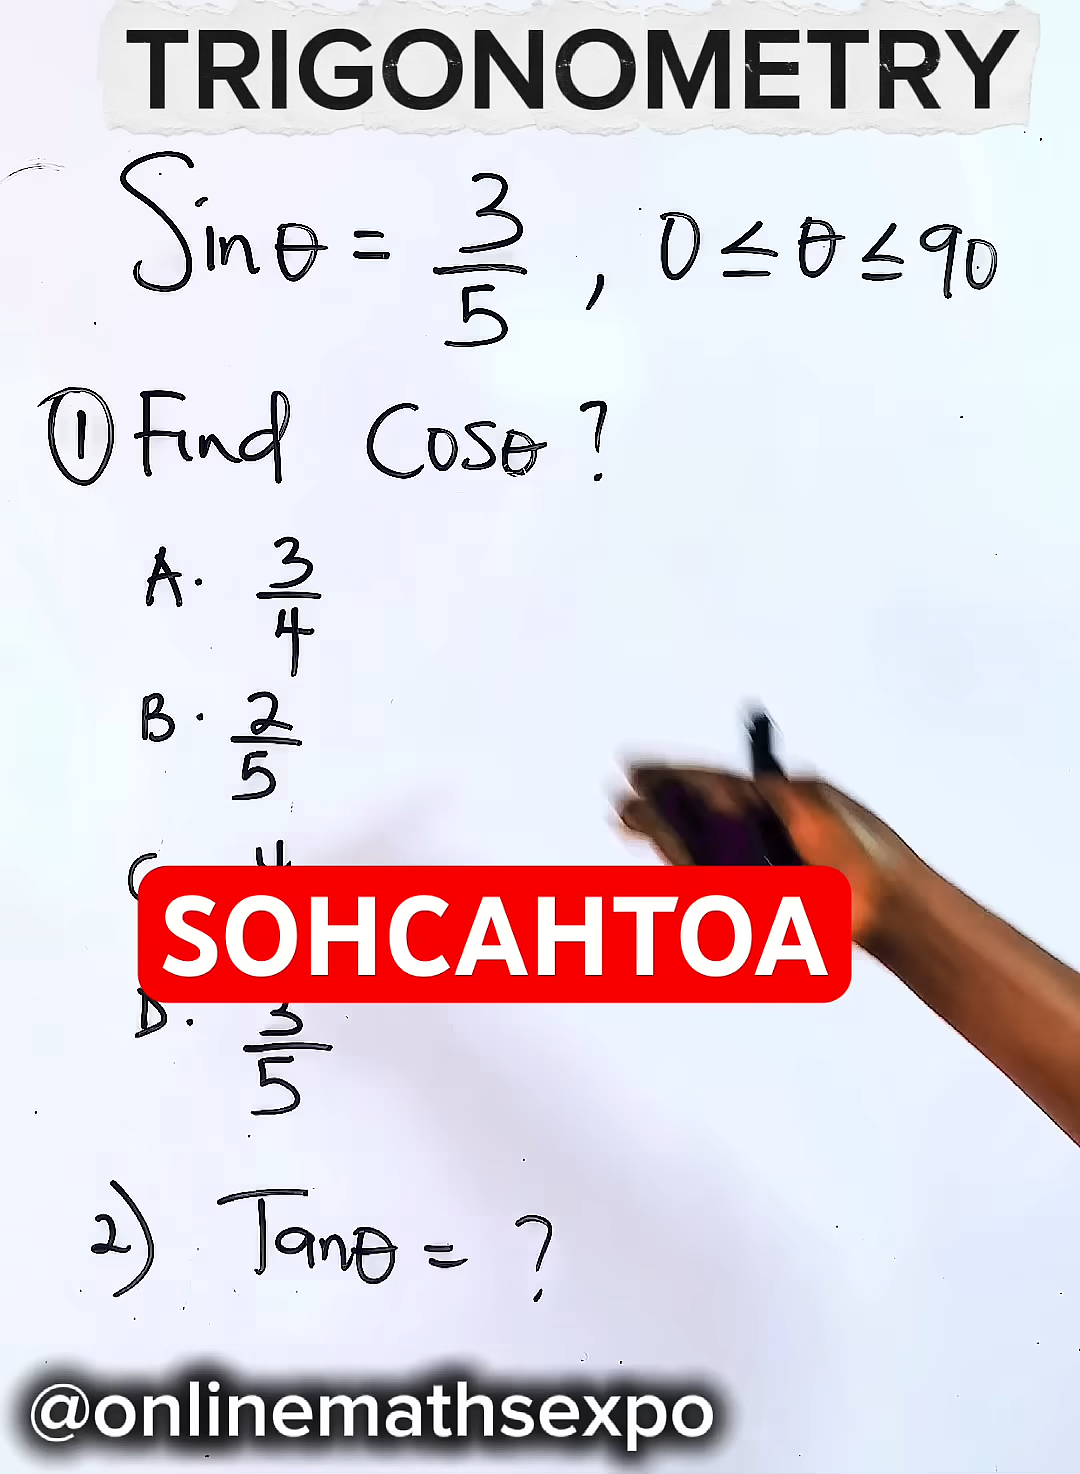 TRIGONOMETRY
Sinθ = 3/5 , 0 ≤ θ ≤ 90
① Find Cosθ ?
A. 3/4
B. 2/5
C
SOHCAHTOA
D. 3/5
2) Tanθ = ?
@onlinemathsexpo